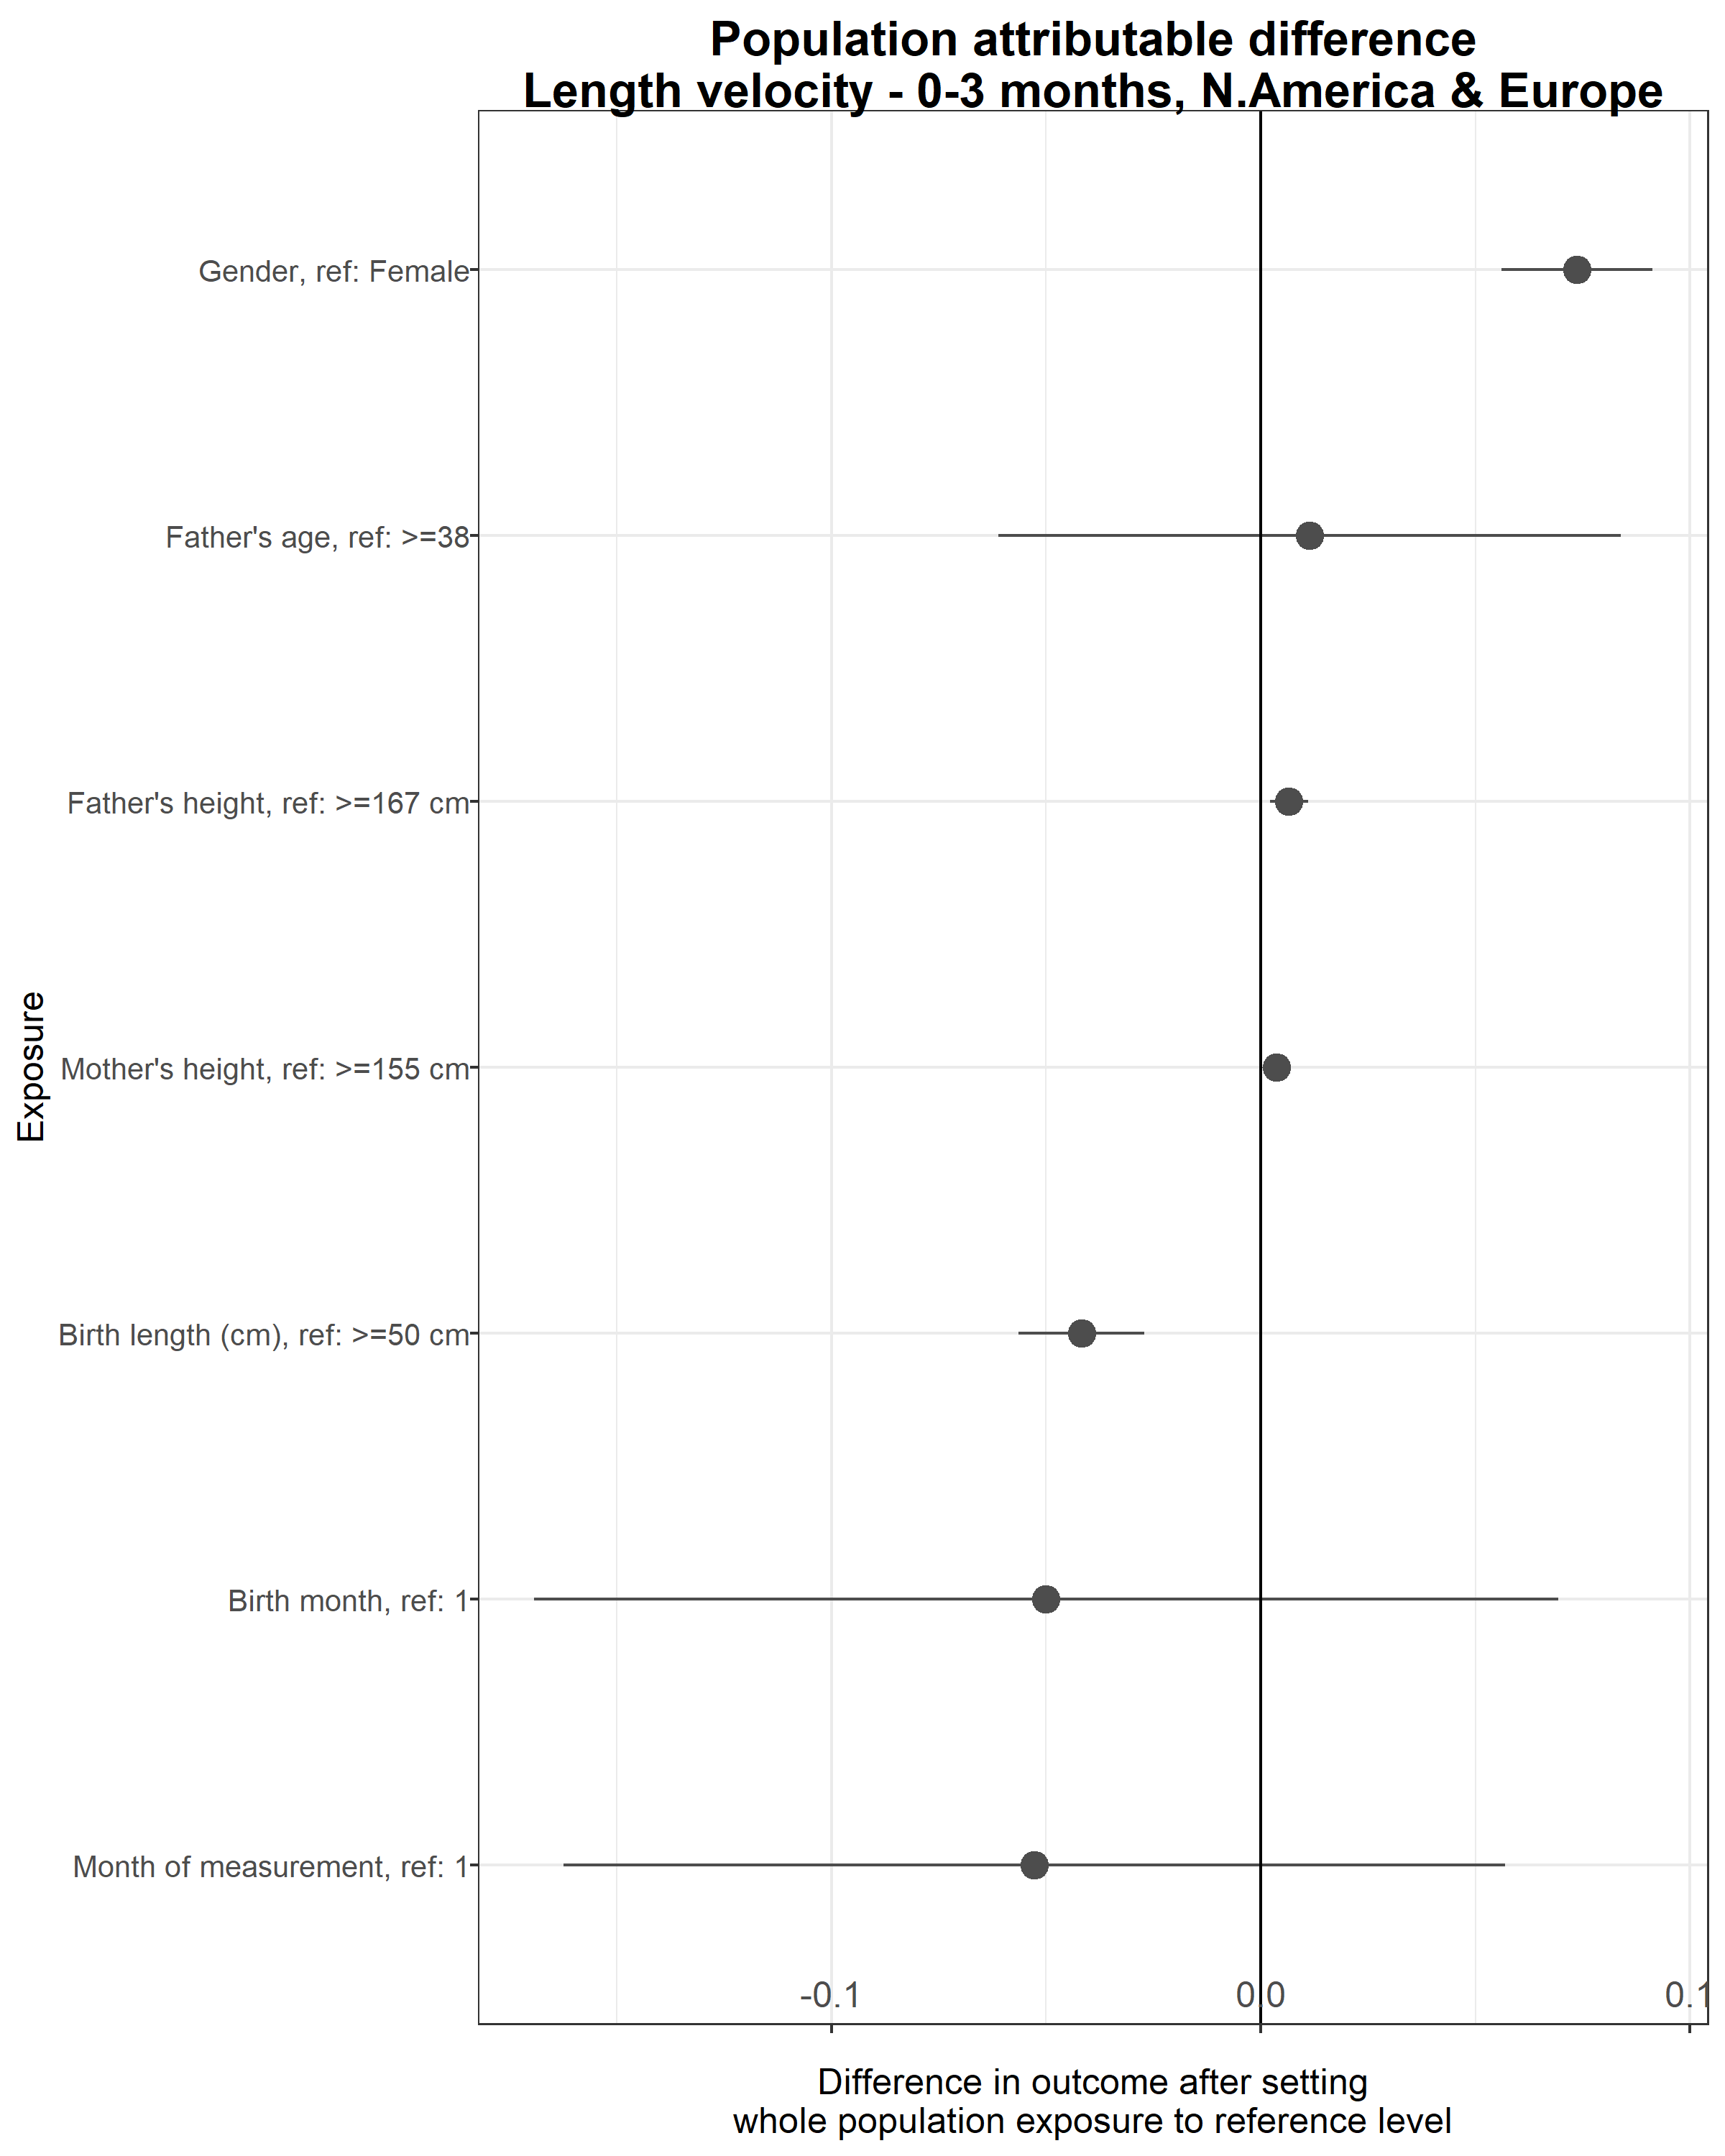 Population attributable difference
Length velocity - 0-3 months, N.America & Europe
Exposure
Gender, ref: Female
Father's age, ref: >=38
Father's height, ref: >=167 cm
Mother's height, ref: >=155 cm
Birth length (cm), ref: >=50 cm
Birth month, ref: 1
Month of measurement, ref: 1
-0.1 0.0 0.1
Difference in outcome after setting
whole population exposure to reference level